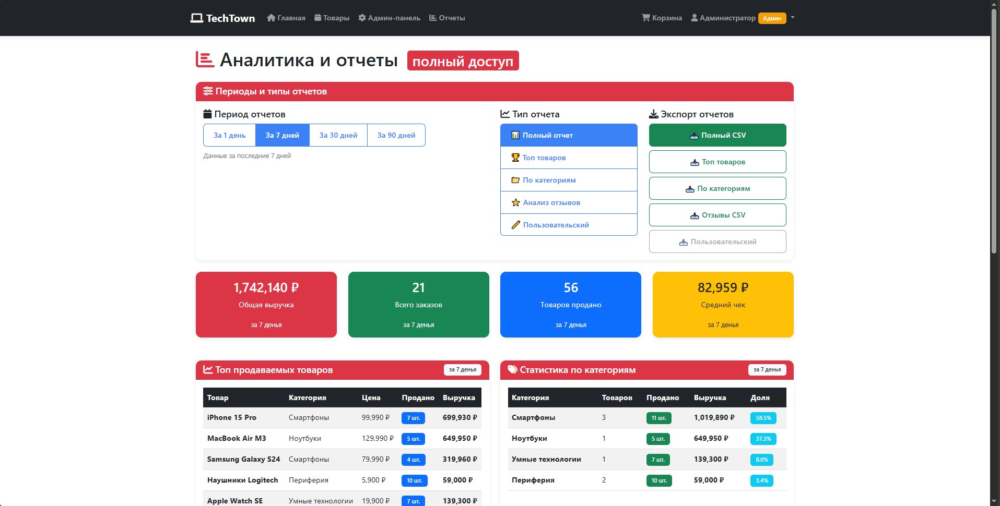 TechTown Главная Товары Админ-панель Отчеты Корзина Администратор Админ
Аналитика и отчеты полный доступ
Периоды и типы отчетов
Период отчетов
За 1 день За 7 дней За 30 дней За 90 дней
Данные за последние 7 дней
Тип отчета
Полный отчет
Топ товаров
По категориям
Анализ отзывов
Пользовательский
Экспорт отчетов
Полный CSV
Топ товаров
По категориям
Отзывы CSV
Пользовательский
1,742,140 ₽
Общая выручка
за 7 денья
21
Всего заказов
за 7 денья
56
Товаров продано
за 7 денья
82,959 ₽
Средний чек
за 7 денья
Топ продаваемых товаров за 7 денья
Товар Категория Цена Продано Выручка
iPhone 15 Pro Смартфоны 99,990 ₽ 7 шт. 699,930 ₽
MacBook Air M3 Ноутбуки 129,990 ₽ 5 шт. 649,950 ₽
Samsung Galaxy S24 Смартфоны 79,990 ₽ 4 шт. 319,960 ₽
Наушники Logitech Периферия 5,900 ₽ 10 шт. 59,000 ₽
Apple Watch SE Умные технологии 19,900 ₽ 7 шт. 139,300 ₽
Статистика по категориям за 7 денья
Категория Товаров Продано Выручка Доля
Смартфоны 3 11 шт. 1,019,890 ₽ 58.5%
Ноутбуки 1 5 шт. 649,950 ₽ 37.3%
Умные технологии 1 7 шт. 139,300 ₽ 8.0%
Периферия 2 10 шт. 59,000 ₽ 3.4%